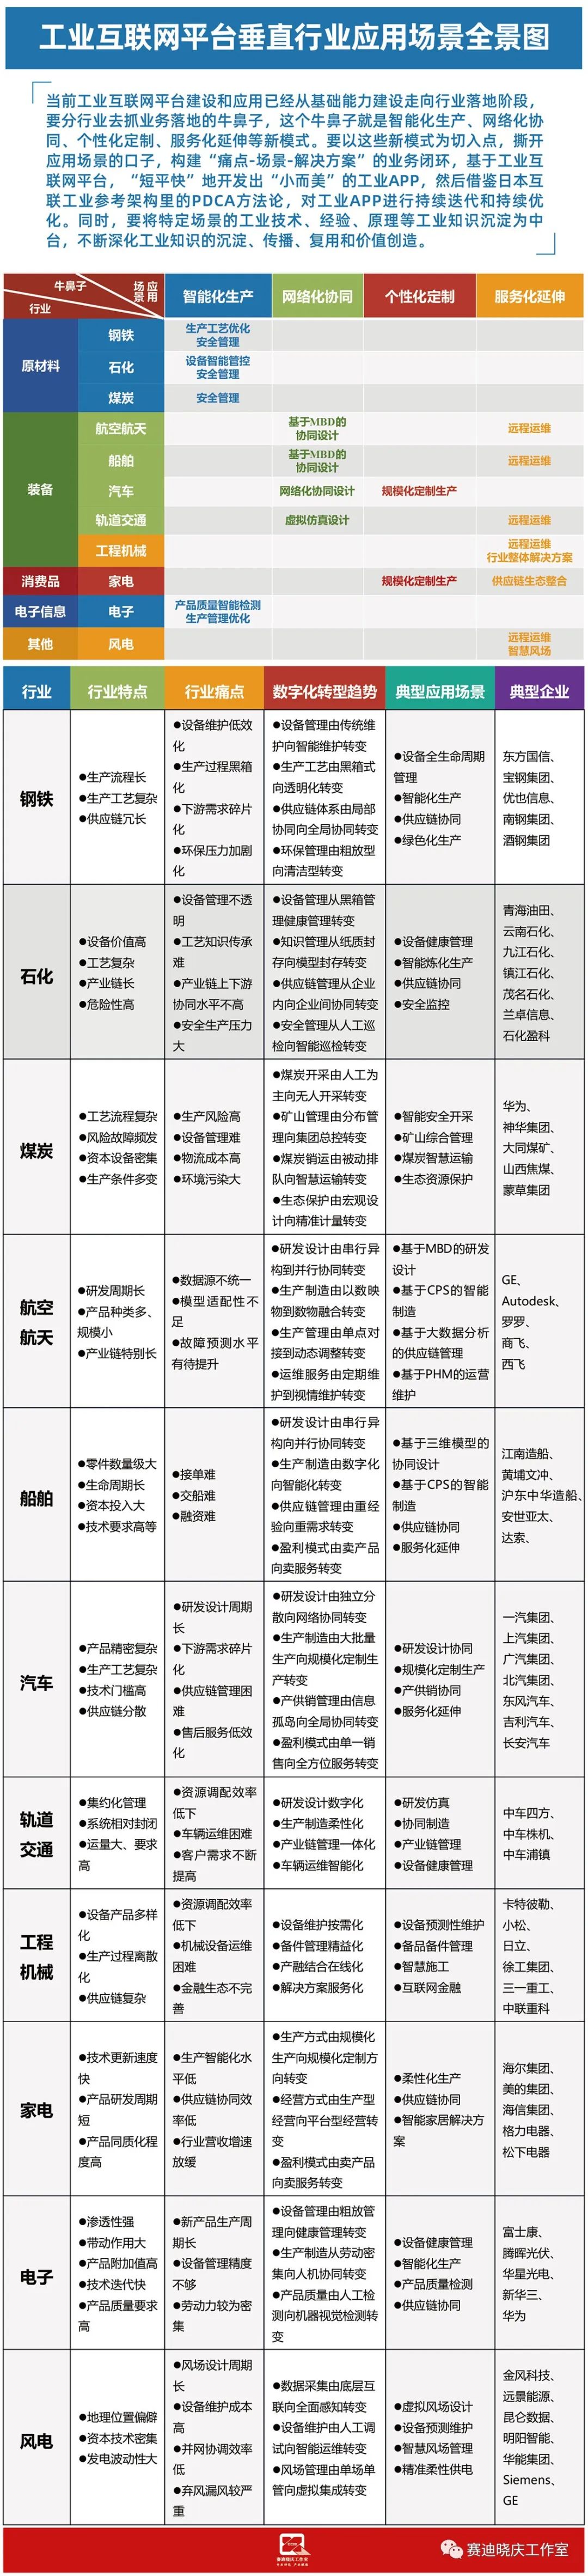 工业互联网平台垂直行业应用场景全景图
当前工业互联网平台建设和应用已经从基础能力建设走向行业落地阶段，
要分行业去抓业务落地的牛鼻子，这个牛鼻子就是智能化生产、网络化协
同、个性化定制、服务化延伸等新模式。要以这些新模式为切入点，撕开
应用场景的口子，构建“痛点-场景-解决方案”的业务闭环，基于工业互
联网平台，“短平快”地开发出“小而美”的工业APP，然后借鉴日本互
联工业参考架构里的PDCA方法论，对工业APP进行持续迭代和持续优
化。同时，要将特定场景的工业技术、经验、原理等工业知识沉淀为中
台，不断深化工业知识的沉淀、传播、复用和价值创造。
牛鼻子
应用
场景
行业
智能化生产
网络化协同
个性化定制
服务化延伸
原材料
钢铁
生产工艺优化
安全管理
石化
设备智能管控
安全管理
煤炭
安全管理
装备
航空航天
基于MBD的
协同设计
远程运维
船舶
基于MBD的
协同设计
远程运维
汽车
网络化协同设计
规模化定制生产
轨道交通
虚拟仿真设计
远程运维
工程机械
远程运维
行业整体解决方案
消费品
家电
规模化定制生产
供应链生态整合
电子信息
电子
产品质量智能检测
生产管理优化
其他
风电
远程运维
智慧风场
行业
行业特点
行业痛点
数字化转型趋势
典型应用场景
典型企业
钢铁
●生产流程长
●生产工艺复杂
●供应链冗长
●设备维护低效
化
●生产过程黑箱
化
●下游需求碎片
化
●环保压力加剧
化
●设备管理由传统维
护向智能维护转变
●生产工艺由黑箱式
向透明化转变
●供应链体系由局部
协同向全局协同转变
●环保管理由粗放型
向清洁型转变
●设备全生命周期
管理
●智能化生产
●供应链协同
●绿色化生产
东方国信、
宝钢集团、
优也信息、
南钢集团、
酒钢集团
石化
●设备价值高
●工艺复杂
●产业链长
●危险性高
●设备管理不透
明
●工艺知识传承
难
●产业链上下游
协同水平不高
●安全生产压力
大
●设备管理从黑箱管
理健康管理转变
●知识管理从纸质封
存向模型封存转变
●供应链管理从企业
内向企业间协同转变
●安全管理从人工巡
检向智能巡检转变
●设备健康管理
●智能炼化生产
●供应链协同
●安全监控
青海油田、
云南石化、
九江石化、
镇江石化、
茂名石化、
兰卓信息、
石化盈科
煤炭
●工艺流程复杂
●风险故障频发
●资本设备密集
●生产条件多变
●生产风险高
●设备管理难
●物流成本高
●环境污染大
●煤炭开采由人工为
主向无人开采转变
●矿山管理由分布管
理向集团总控转变
●煤炭销运由被动排
队向智慧运输转变
●生态保护由宏观设
计向精准计量转变
●智能安全开采
●矿山综合管理
●煤炭智慧运输
●生态资源保护
华为、
神华集团、
大同煤矿、
山西焦煤、
蒙草集团
航空
航天
●研发周期长
●产品种类多、
规模小
●产业链特别长
●数据源不统一
●模型适配性不
足
●故障预测水平
有待提升
●研发设计由串行异
构到并行协同转变
●生产制造由以数映
物到数物融合转变
●生产管理由单点对
接到动态调整转变
●运维服务由定期维
护到视情维护转变
●基于MBD的研发
设计
●基于CPS的智能
制造
●基于大数据分析
的供应链管理
●基于PHM的运营
维护
GE、
Autodesk、
罗罗、
商飞、
西飞
船舶
●零件数量级大
●生命周期长
●资本投入大
●技术要求高等
●接单难
●交船难
●融资难
●研发设计由串行异
构向并行协同转变
●生产制造由数字化
向智能化转变
●供应链管理由重经
验向重需求转变
●盈利模式由卖产品
向卖服务转变
●基于三维模型的
协同设计
●基于CPS的智能
制造
●供应链协同
●服务化延伸
江南造船、
黄埔文冲、
沪东中华造船、
安世亚太、
达索、
汽车
●产品精密复杂
●生产工艺复杂
●技术门槛高
●供应链分散
●研发设计周期
长
●下游需求碎片
化
●供应链管理困
难
●售后服务低效
化
●研发设计由独立分
散向网络协同转变
●生产制造由大批量
生产向规模化定制生
产转变
●产供销管理由信息
孤岛向全局协同转变
●盈利模式由单一销
售向全方位服务转变
●研发设计协同
●规模化定制生产
●产供销协同
●服务化延伸
一汽集团、
上汽集团、
广汽集团、
北汽集团、
东风汽车、
吉利汽车、
长安汽车
轨道
交通
●集约化管理
●系统相对封闭
●运量大、要求
高
●资源调配效率
低下
●车辆运维困难
●客户需求不断
提高
●研发设计数字化
●生产制造柔性化
●产业链管理一体化
●车辆运维智能化
●研发仿真
●协同制造
●产业链管理
●设备健康管理
中车四方、
中车株机、
中车浦镇
工程
机械
●设备产品多样
化
●生产过程离散
化
●供应链复杂
●资源调配效率
低下
●机械设备运维
困难
●金融生态不完
善
●设备维护按需化
●备件管理精益化
●产融结合在线化
●解决方案服务化
●设备预测性维护
●备品备件管理
●智慧施工
●互联网金融
卡特彼勒、
小松、
日立、
徐工集团、
三一重工、
中联重科
家电
●技术更新速度
快
●产品研发周期
短
●产品同质化程
度高
●生产智能化水
平低
●供应链协同效
率低
●行业营收增速
放缓
●生产方式由规模化
生产向规模化定制方
向转变
●经营方式由生产型
经营向平台型经营转
变
●盈利模式由卖产品
向卖服务转变
●柔性化生产
●供应链协同
●智能家居解决方
案
海尔集团、
美的集团、
海信集团、
格力电器、
松下电器
电子
●渗透性强
●带动作用大
●产品附加值高
●技术迭代快
●产品质量要求
高
●新产品生产周
期长
●设备管理精度
不够
●劳动力较为密
集
●设备管理由粗放管
理向健康管理转变
●生产制造从劳动密
集向人机协同转变
●产品质量由人工检
测向机器视觉检测转
变
●设备健康管理
●智能化生产
●产品质量检测
●供应链协同
富士康、
腾晖光伏、
华星光电、
新华三、
华为
风电
●地理位置偏僻
●资本技术密集
●发电波动性大
●风场设计周期
长
●设备维护成本
高
●并网协调效率
低
●弃风漏风较严
重
●数据采集由底层互
联向全面感知转变
●设备维护由人工调
试向智能运维转变
●风场管理由单场单
管向虚拟集成转变
●虚拟风场设计
●设备预测维护
●智慧风场管理
●精准柔性供电
金风科技、
远景能源、
昆仑数据、
明阳智能、
华能集团、
Siemens、
GE
赛迪晓庆工作室
赛迪晓庆工作室